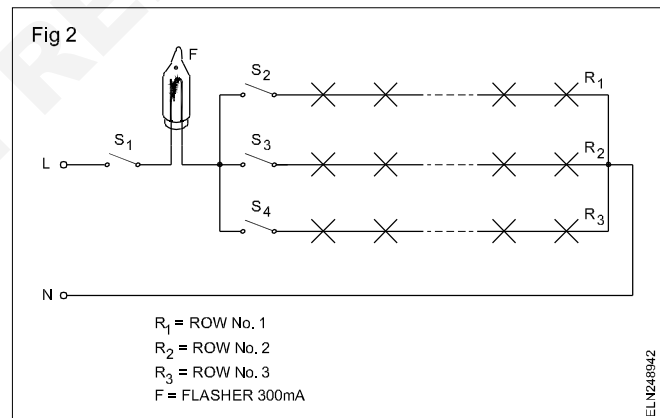 Fig 2
F
S2
R1
S1
S3
R2
L
S4
R3
N
R1 = ROW No. 1
R2 = ROW No. 2
R3 = ROW No. 3
F = FLASHER 300mA
ELN248942